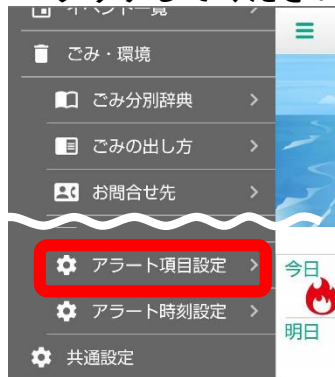 ごみ・環境
ごみ分別辞典
ごみの出し方
お問合せ先
アラート項目設定
アラート時刻設定
共通設定
今日
明日